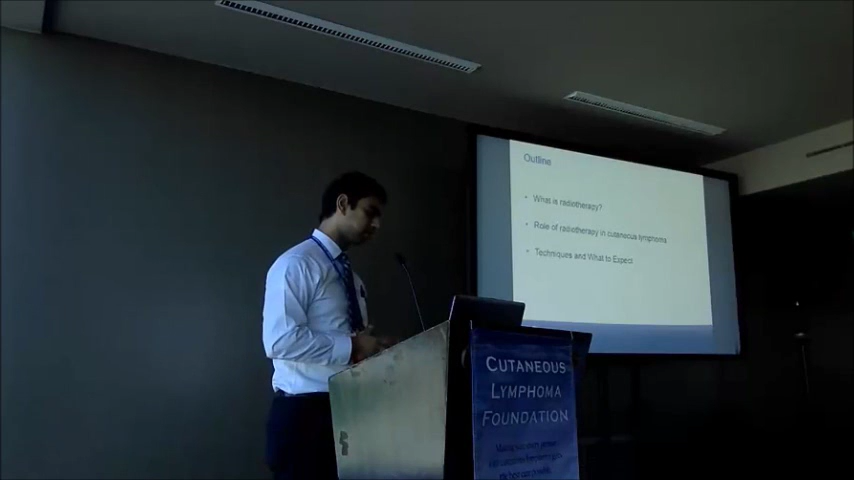 Outline
• What is radiotherapy?
• Role of radiotherapy in cutaneous lymphoma
• Techniques and What to Expect
CUTANEOUS
LYMPHOMA
FOUNDATION